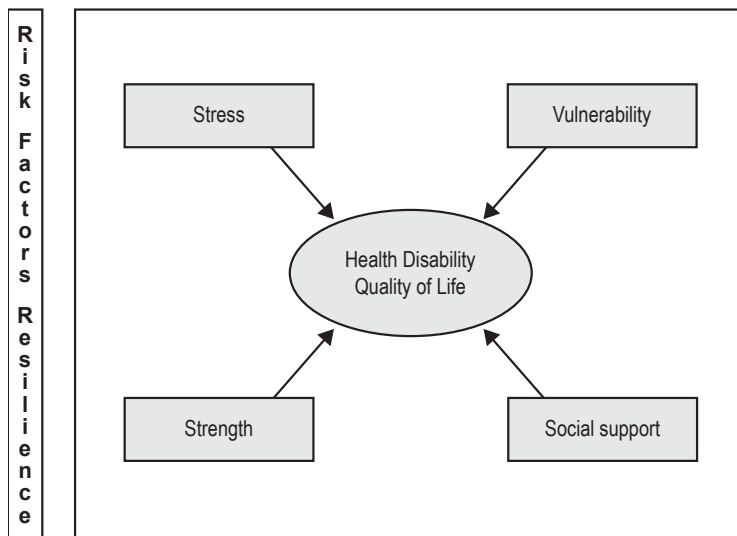 Risk Factors Resilience
Stress
Vulnerability
Health Disability
Quality of Life
Strength
Social support